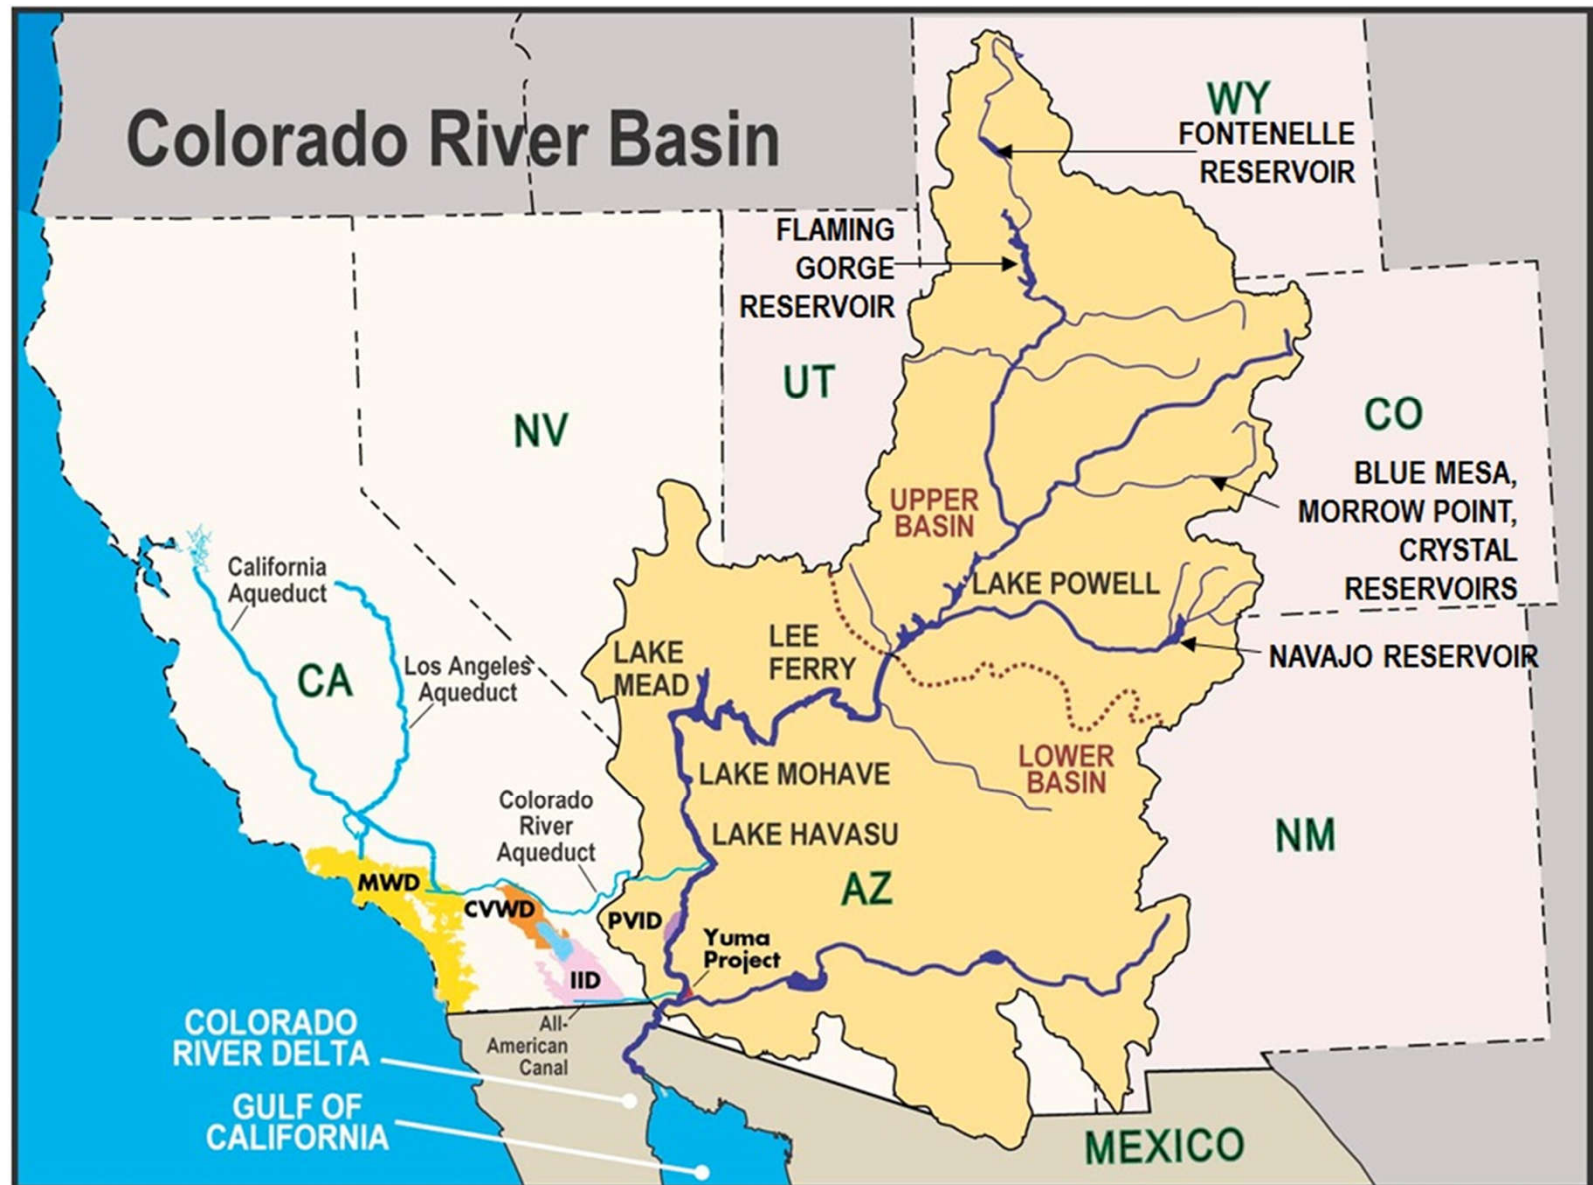 Colorado River Basin
WY
FONTENELLE
RESERVOIR
FLAMING
GORGE
RESERVOIR
UT
NV
CO
BLUE MESA,
MORROW POINT,
CRYSTAL
RESERVOIRS
UPPER
BASIN
California
Aqueduct
LAKE POWELL
LEE
FERRY
LAKE
MEAD
NAVAJO RESERVOIR
CA
Los Angeles
Aqueduct
LOWER
BASIN
LAKE MOHAVE
Colorado
River
Aqueduct
LAKE HAVASU
NM
AZ
MWD
CVWD
PVID
Yuma
Project
IID
COLORADO
RIVER DELTA
All-
American
Canal
GULF OF
CALIFORNIA
MEXICO